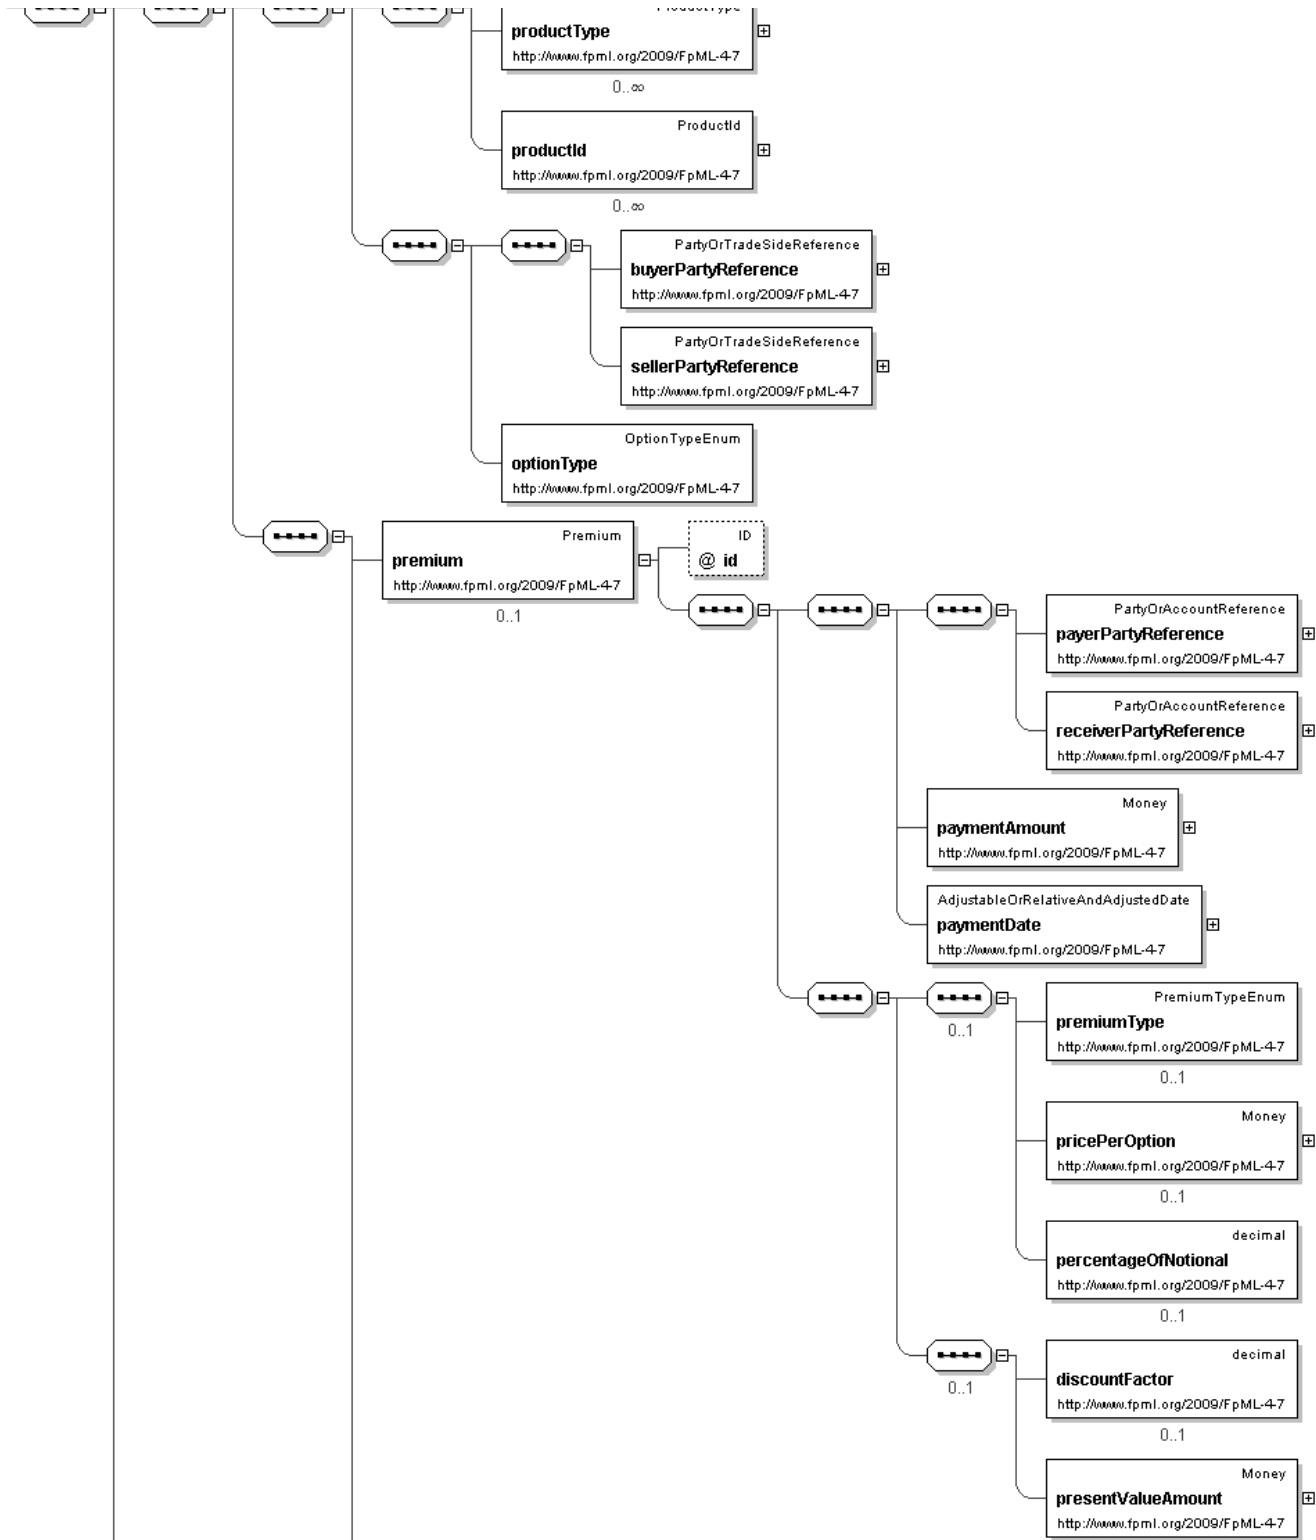 ProductType
productType
http://www.fpml.org/2009/FpML-4-7
0..∞
ProductId
productId
http://www.fpml.org/2009/FpML-4-7
0..∞
PartyOrTradeSideReference
buyerPartyReference
http://www.fpml.org/2009/FpML-4-7
PartyOrTradeSideReference
sellerPartyReference
http://www.fpml.org/2009/FpML-4-7
OptionTypeEnum
optionType
http://www.fpml.org/2009/FpML-4-7
Premium
premium
http://www.fpml.org/2009/FpML-4-7
0..1
ID
@ id
PartyOrAccountReference
payerPartyReference
http://www.fpml.org/2009/FpML-4-7
PartyOrAccountReference
receiverPartyReference
http://www.fpml.org/2009/FpML-4-7
Money
paymentAmount
http://www.fpml.org/2009/FpML-4-7
AdjustableOrRelativeAndAdjustedDate
paymentDate
http://www.fpml.org/2009/FpML-4-7
0..1
PremiumTypeEnum
premiumType
http://www.fpml.org/2009/FpML-4-7
0..1
Money
pricePerOption
http://www.fpml.org/2009/FpML-4-7
0..1
decimal
percentageOfNotional
http://www.fpml.org/2009/FpML-4-7
0..1
0..1
decimal
discountFactor
http://www.fpml.org/2009/FpML-4-7
0..1
Money
presentValueAmount
http://www.fpml.org/2009/FpML-4-7